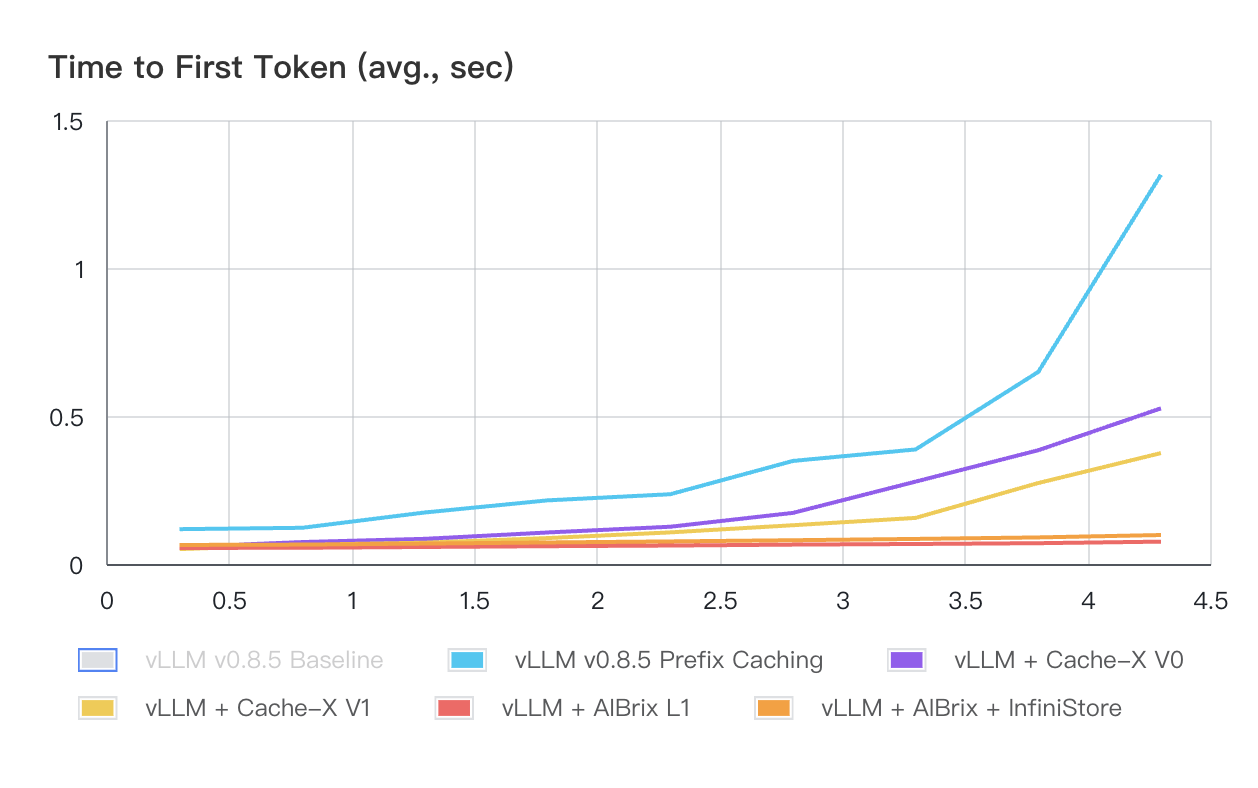 Time to First Token (avg., sec)
1.5
1
0.5
0
0 0.5 1 1.5 2 2.5 3 3.5 4 4.5
vLLM v0.8.5 Baseline vLLM v0.8.5 Prefix Caching vLLM + Cache-X V0
vLLM + Cache-X V1 vLLM + AIBrix L1 vLLM + AIBrix + InfiniStore